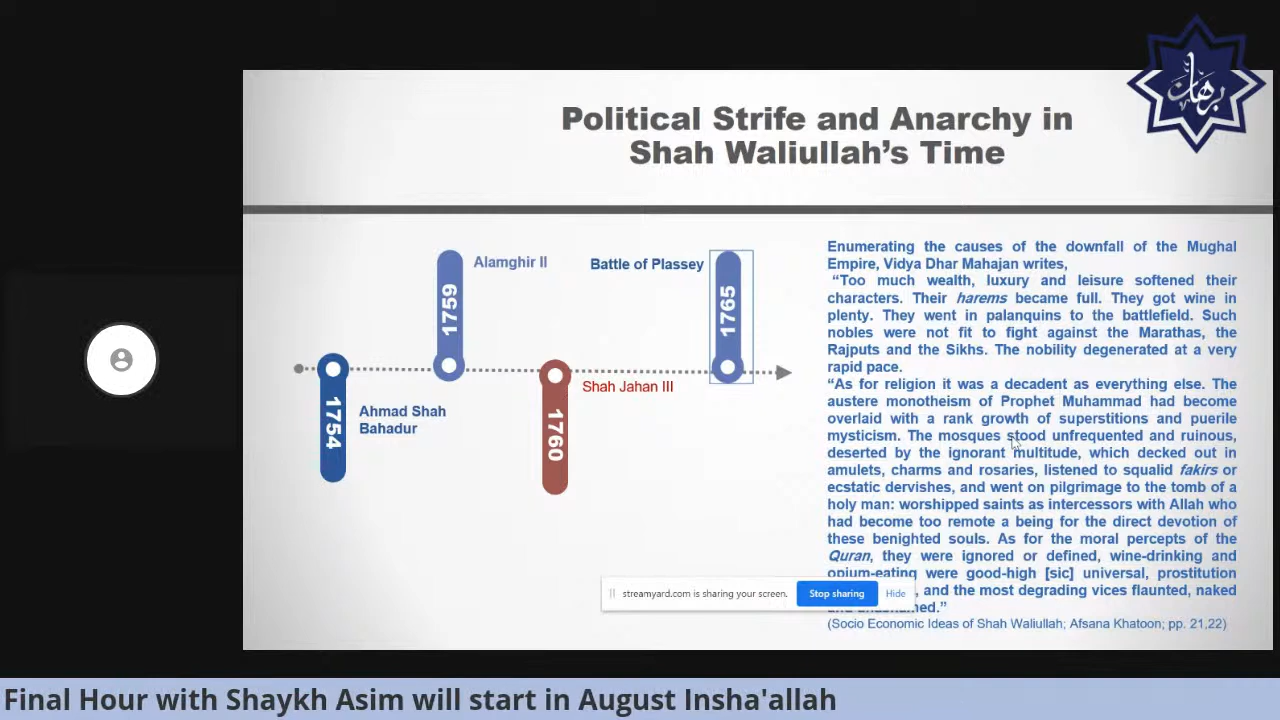 برهان
Political Strife and Anarchy in
Shah Waliullah's Time
Alamghir II
Battle of Plassey
1759
1765
Shah Jahan III
1754
Ahmad Shah
Bahadur
1760
Enumerating the causes of the downfall of the Mughal
Empire, Vidya Dhar Mahajan writes,
“Too much wealth, luxury and leisure softened their
characters. Their harems became full. They got wine in
plenty. They went in palanquins to the battlefield. Such
nobles were not fit to fight against the Marathas, the
Rajputs and the Sikhs. The nobility degenerated at a very
rapid pace.
“As for religion it was a decadent as everything else. The
austere monotheism of Prophet Muhammad had become
overlaid with a rank growth of superstitions and puerile
mysticism. The mosques stood unfrequented and ruinous,
deserted by the ignorant multitude, which decked out in
amulets, charms and rosaries, listened to squalid fakirs or
ecstatic dervishes, and went on pilgrimage to the tomb of a
holy man: worshipped saints as intercessors with Allah who
had become too remote a being for the direct devotion of
these benighted souls. As for the moral percepts of the
Quran, they were ignored or defined, wine-drinking and
opium-eating were good-high [sic] universal, prostitution
, and the most degrading vices flaunted, naked
(Socio Economic Ideas of Shah Waliullah; Afsana Khatoon; pp. 21,22)
streamyard.com is sharing your screen.
Stop sharing
Hide
Final Hour with Shaykh Asim will start in August Insha'allah